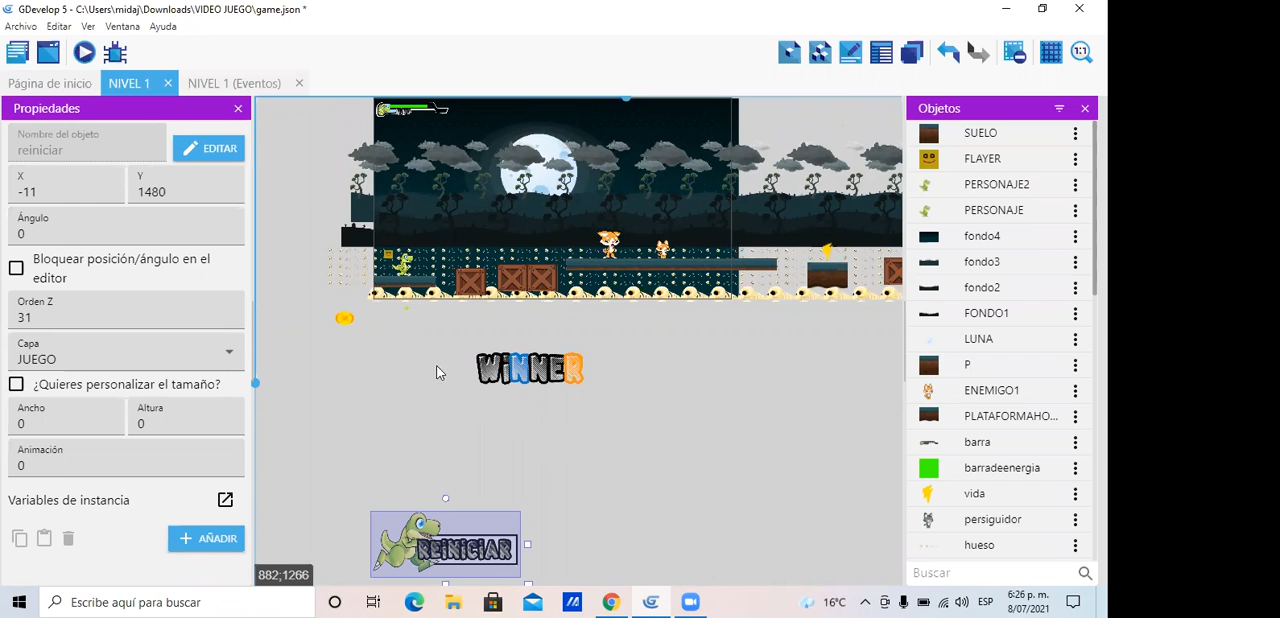 GDevelop 5 - C:\Users\midaj\Downloads\VIDEO JUEGO\game.json *
Archivo Editar Ver Ventana Ayuda
1:1
Página de inicio NIVEL 1 NIVEL 1 (Eventos)
Propiedades
Nombre del objeto
reiniciar
EDITAR
X
-11
Y
1480
Ángulo
0
Bloquear posición/ángulo en el
editor
Orden Z
31
Capa
JUEGO
¿Quieres personalizar el tamaño?
Ancho
0
Altura
0
Animación
0
Variables de instancia
AÑADIR
WiNNER
REiNiCiAR
882;1266
Objetos
SUELO
FLAYER
PERSONAJE2
PERSONAJE
fondo4
fondo3
fondo2
FONDO1
LUNA
P
ENEMIGO1
PLATAFORMAHO...
barra
barradeenergia
vida
persiguidor
hueso
Buscar
Escribe aquí para buscar
16°C
ESP
6:26 p. m.
8/07/2021